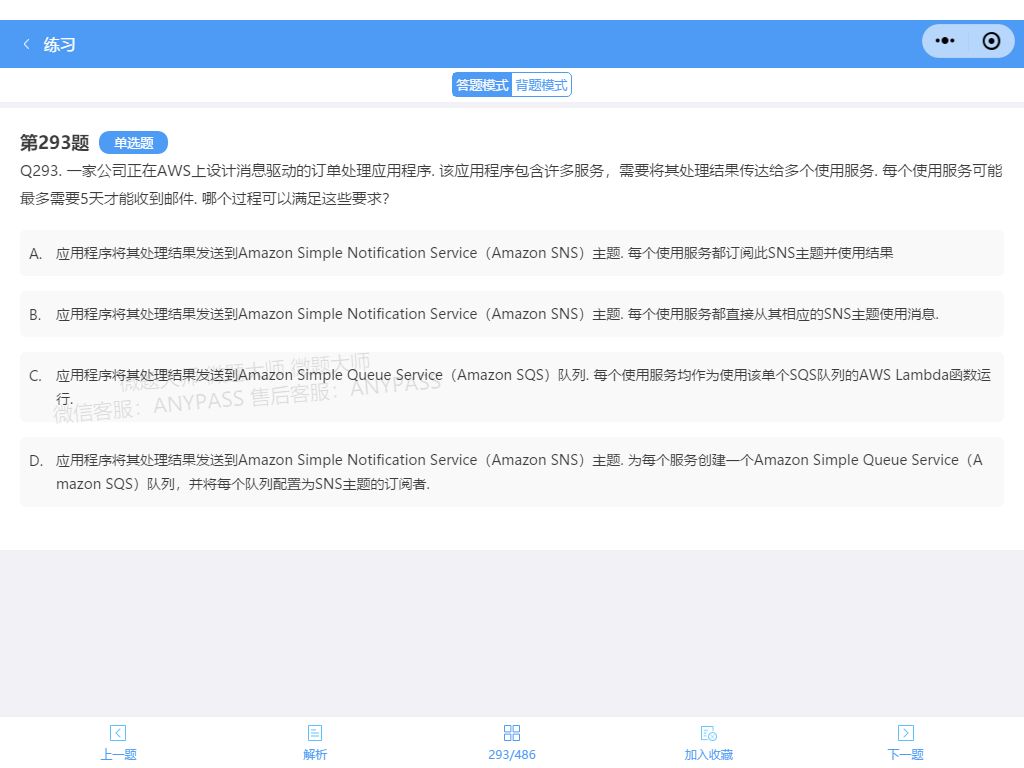 练习
答题模式 背题模式
第293题 单选题
Q293. 一家公司正在AWS上设计消息驱动的订单处理应用程序. 该应用程序包含许多服务，需要将其处理结果传达给多个使用服务. 每个使用服务可能
最多需要5天才能收到邮件. 哪个过程可以满足这些要求?
A. 应用程序将其处理结果发送到Amazon Simple Notification Service（Amazon SNS）主题. 每个使用服务都订阅此SNS主题并使用结果
B. 应用程序将其处理结果发送到Amazon Simple Notification Service（Amazon SNS）主题. 每个使用服务都直接从其相应的SNS主题使用消息.
C. 应用程序将其处理结果发送到Amazon Simple Queue Service（Amazon SQS）队列. 每个使用服务均作为使用该单个SQS队列的AWS Lambda函数运
行.
微题大师 微题大师 微题大师
微信客服：ANYPASS 售后客服：ANYPASS
D. 应用程序将其处理结果发送到Amazon Simple Notification Service（Amazon SNS）主题. 为每个服务创建一个Amazon Simple Queue Service（A
mazon SQS）队列，并将每个队列配置为SNS主题的订阅者.
上一题 解析 293/486 加入收藏 下一题